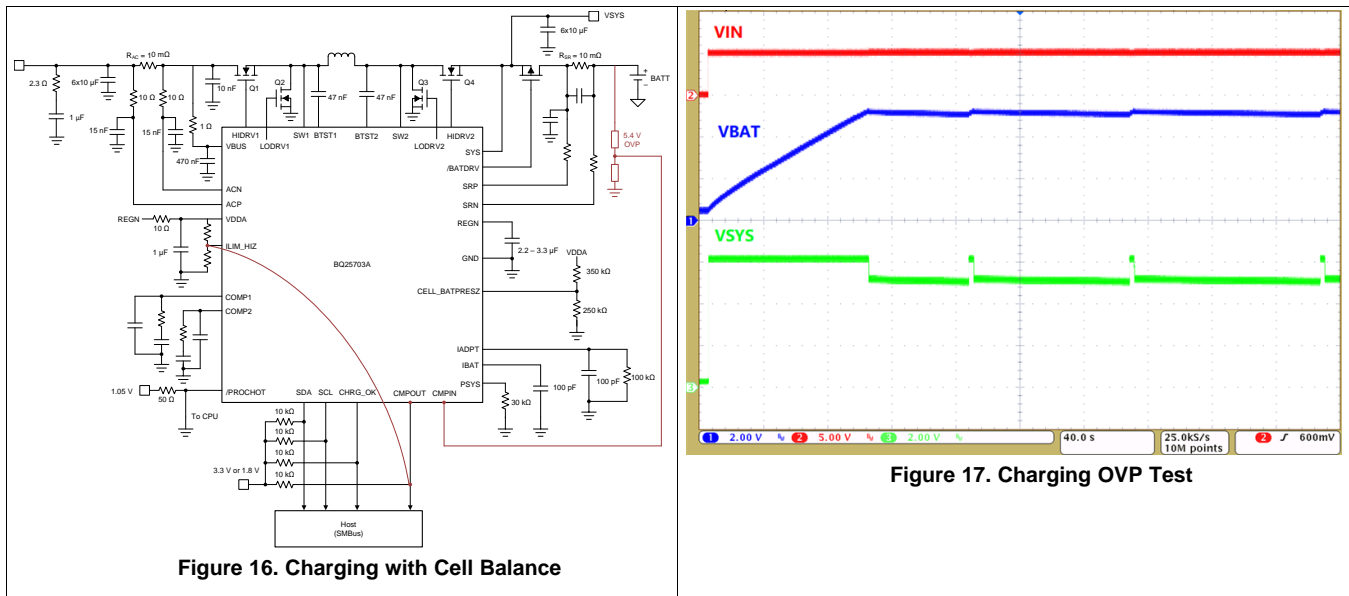 VSYS
6x10 µF
RAC = 10 mΩ
RSR = 10 mΩ
2.3 Ω
6x10 µF
1 µF
10 Ω
10 Ω
15 nF
15 nF
10 nF
1 Ω
470 nF
Q1
Q2
47 nF
47 nF
Q3
Q4
+
–
BATT
5.4 V
OVP
HIDRV1
SW1
BTST1
BTST2
SW2
HIDRV2
LODRV1
LODRV2
VBUS
SYS
/BATDRV
SRP
SRN
ACN
ACP
REGN
10 Ω
VDDA
1 µF
ILIM_HIZ
REGN
2.2 – 3.3 µF
GND
BQ25703A
VDDA
350 kΩ
CELL_BATPRESZ
250 kΩ
COMP1
COMP2
IADPT
IBAT
100 pF
100 pF
100 kΩ
PSYS
30 kΩ
1.05 V
50 Ω
/PROCHOT
To CPU
SDA
SCL
CHRG_OK
CMPOUT
CMPIN
10 kΩ
10 kΩ
10 kΩ
10 kΩ
3.3 V or 1.8 V
Host
(SMBus)
Figure 16. Charging with Cell Balance
VIN
2
VBAT
1
VSYS
3
1 2.00 V 2 5.00 V 3 2.00 V
40.0 s
25.0kS/s
10M points
2 600mV
Figure 17. Charging OVP Test